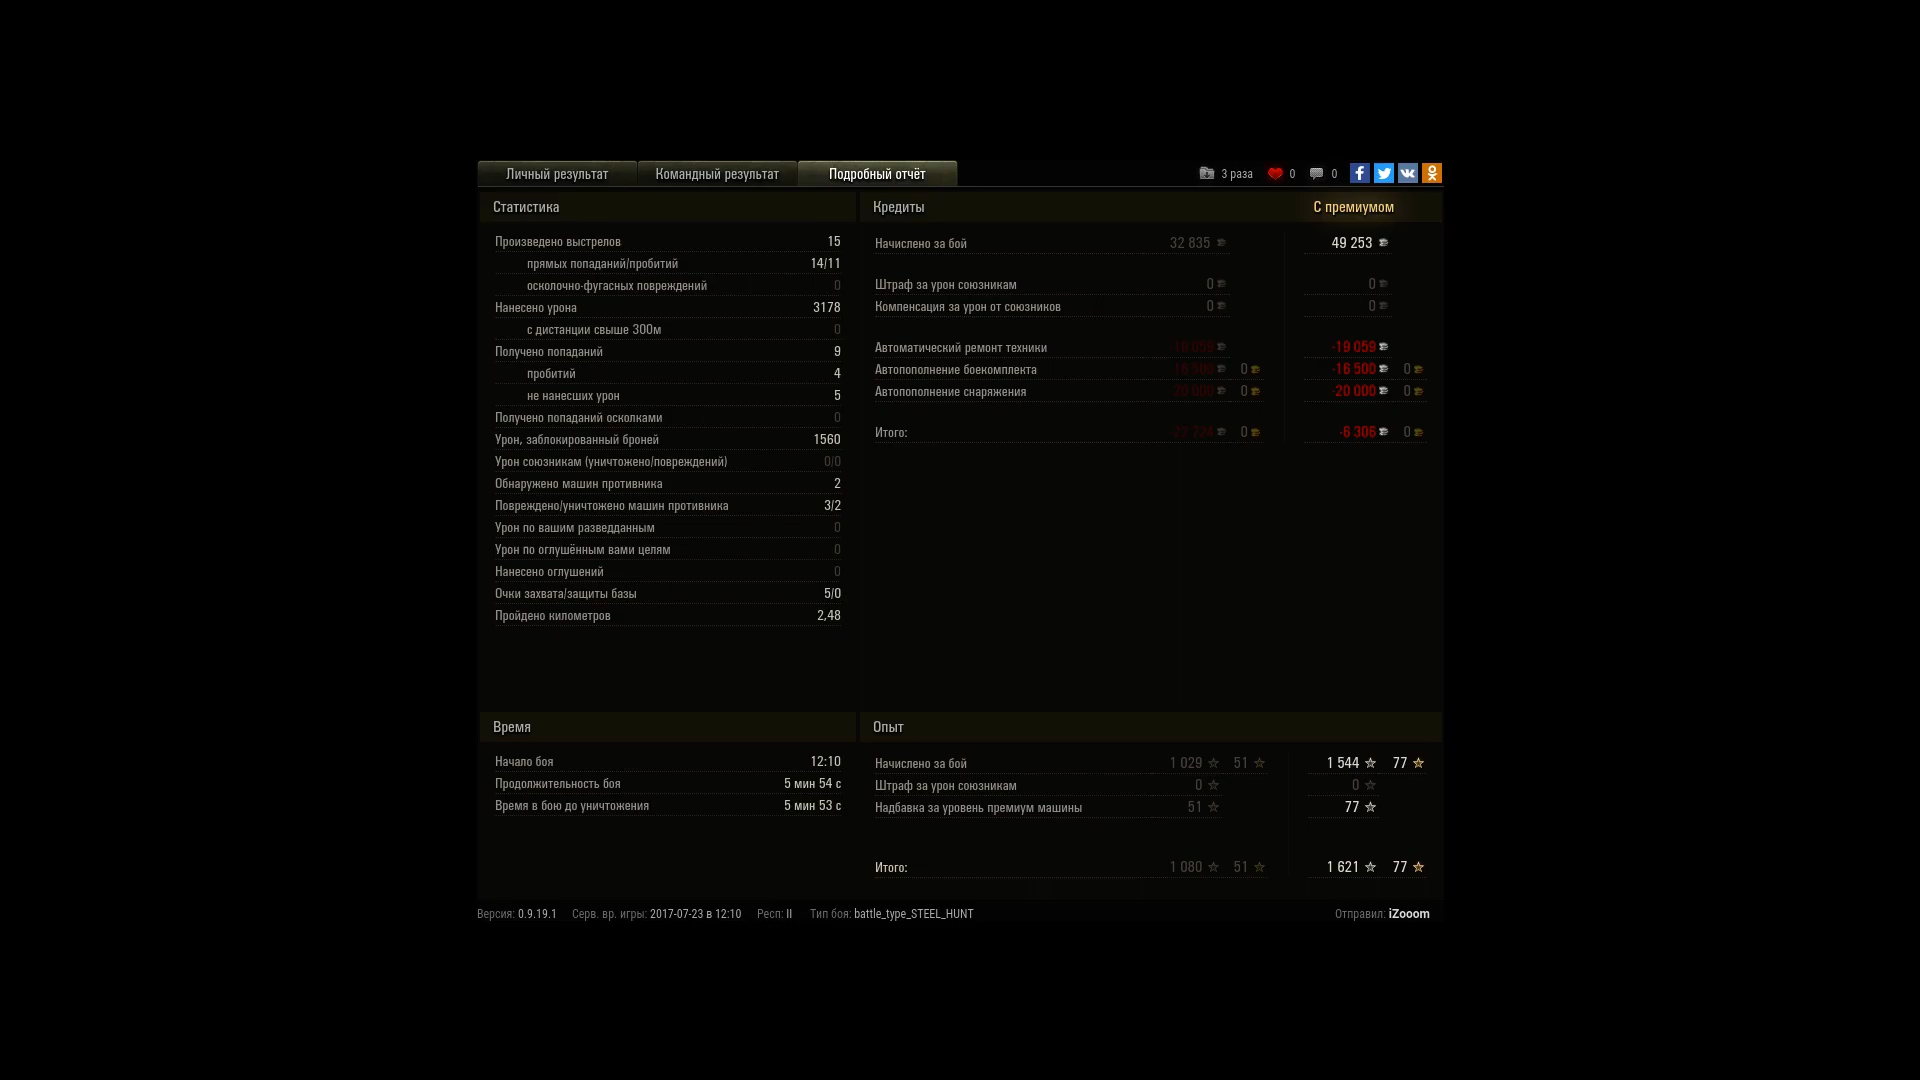 Личный результат Командный результат Подробный отчёт 3 раза 0 0
Статистика
Произведено выстрелов 15
прямых попаданий/пробитий 14/11
осколочно-фугасных повреждений 0
Нанесено урона 3178
с дистанции свыше 300м 0
Получено попаданий 9
пробитий 4
не нанесших урон 5
Получено попаданий осколками 0
Урон, заблокированный броней 1560
Урон союзникам (уничтожено/повреждений) 0/0
Обнаружено машин противника 2
Повреждено/уничтожено машин противника 3/2
Урон по вашим разведданным 0
Урон по оглушённым вами целям 0
Нанесено оглушений 0
Очки захвата/защиты базы 5/0
Пройдено километров 2,48
Кредиты С премиумом
Начислено за бой 32 835 49 253
Штраф за урон союзникам 0 0
Компенсация за урон от союзников 0 0
Автоматический ремонт техники -19 059 -19 059
Автопополнение боекомплекта -16 500 0 -16 500 0
Автопополнение снаряжения -20 000 0 -20 000 0
Итого: -22 724 0 -6 306 0
Время
Начало боя 12:10
Продолжительность боя 5 мин 54 с
Время в бою до уничтожения 5 мин 53 с
Опыт
Начислено за бой 1 029 51 1 544 77
Штраф за урон союзникам 0 0
Надбавка за уровень премиум машины 51 77
Итого: 1 080 51 1 621 77
Версия: 0.9.19.1 Серв. вр. игры: 2017-07-23 в 12:10 Респ: II Тип боя: battle_type_STEEL_HUNT Отправил: iZooom